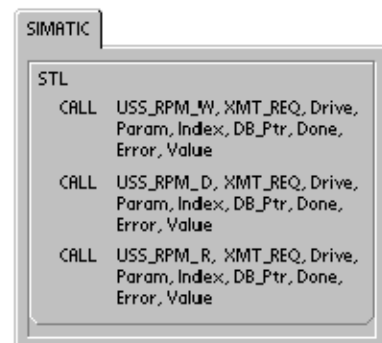 SIMATIC
STL
CALL USS_RPM_W, XMT_REQ, Drive,
Param, Index, DB_Ptr, Done,
Error, Value
CALL USS_RPM_D, XMT_REQ, Drive,
Param, Index, DB_Ptr, Done,
Error, Value
CALL USS_RPM_R, XMT_REQ, Drive,
Param, Index, DB_Ptr, Done,
Error, Value